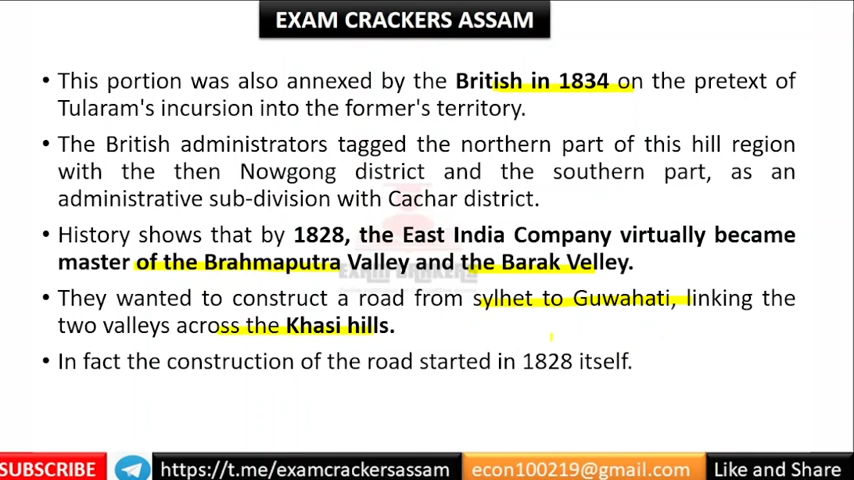 EXAM CRACKERS ASSAM
• This portion was also annexed by the British in 1834 on the pretext of
Tularam's incursion into the former's territory.
• The British administrators tagged the northern part of this hill region
with the then Nowgong district and the southern part, as an
administrative sub-division with Cachar district.
• History shows that by 1828, the East India Company virtually became
master of the Brahmaputra Valley and the Barak Velley.
• They wanted to construct a road from sylhet to Guwahati, linking the
two valleys across the Khasi hills.
• In fact the construction of the road started in 1828 itself.
SUBSCRIBE https://t.me/examcrackersassam econ100219@gmail.com Like and Share